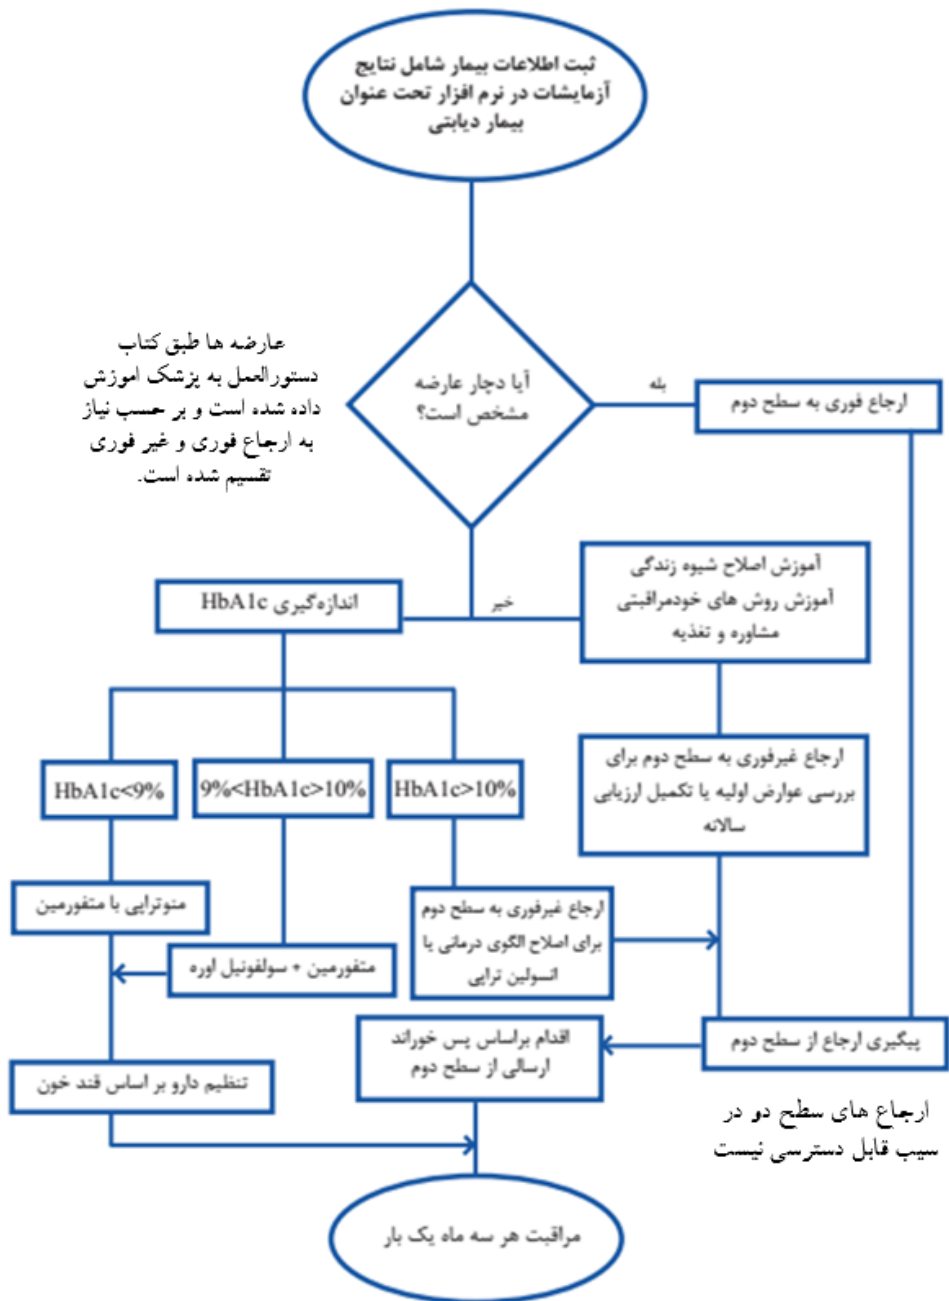 ثبت اطلاعات بیمار شامل نتایج
آزمایشات در نرم افزار تحت عنوان
بیمار دیابتی
عارضه ها طبق کتاب
دستورالعمل به پزشک اموزش
داده شده است و بر حسب نیاز
به ارجاع فوری و غیر فوری
تقسیم شده است.
آیا دچار عارضه
مشخص است؟
بله
ارجاع فوری به سطح دوم
خیر
آموزش اصلاح شیوه زندگی
آموزش روش های خودمراقبتی
مشاوره و تغذیه
اندازه‌گیری HbA1c
ارجاع غیرفوری به سطح دوم برای
بررسی عوارض اولیه یا تکمیل ارزیابی
سالانه
HbA1c>10%
9%<HbA1c>10%
HbA1c<9%
ارجاع غیرفوری به سطح دوم
برای اصلاح الگوی درمانی یا
انسولین تراپی
منوتراپی با متفورمین
متفورمین + سولفونیل اوره
پیگیری ارجاع از سطح دوم
اقدام براساس پس خوراند
ارسالی از سطح دوم
تنظیم دارو بر اساس قند خون
ارجاع های سطح دو در
سیب قابل دسترسی نیست
مراقبت هر سه ماه یک بار